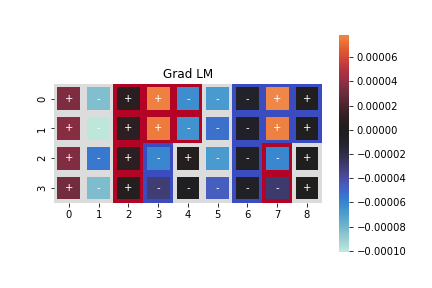 Grad LM
0 + - + + - - - + +
1 + - + + - - - + +
2 + - + - + - - - +
3 + - + - - - - - +
0 1 2 3 4 5 6 7 8
0.00006
0.00004
0.00002
0.00000
−0.00002
−0.00004
−0.00006
−0.00008
−0.00010